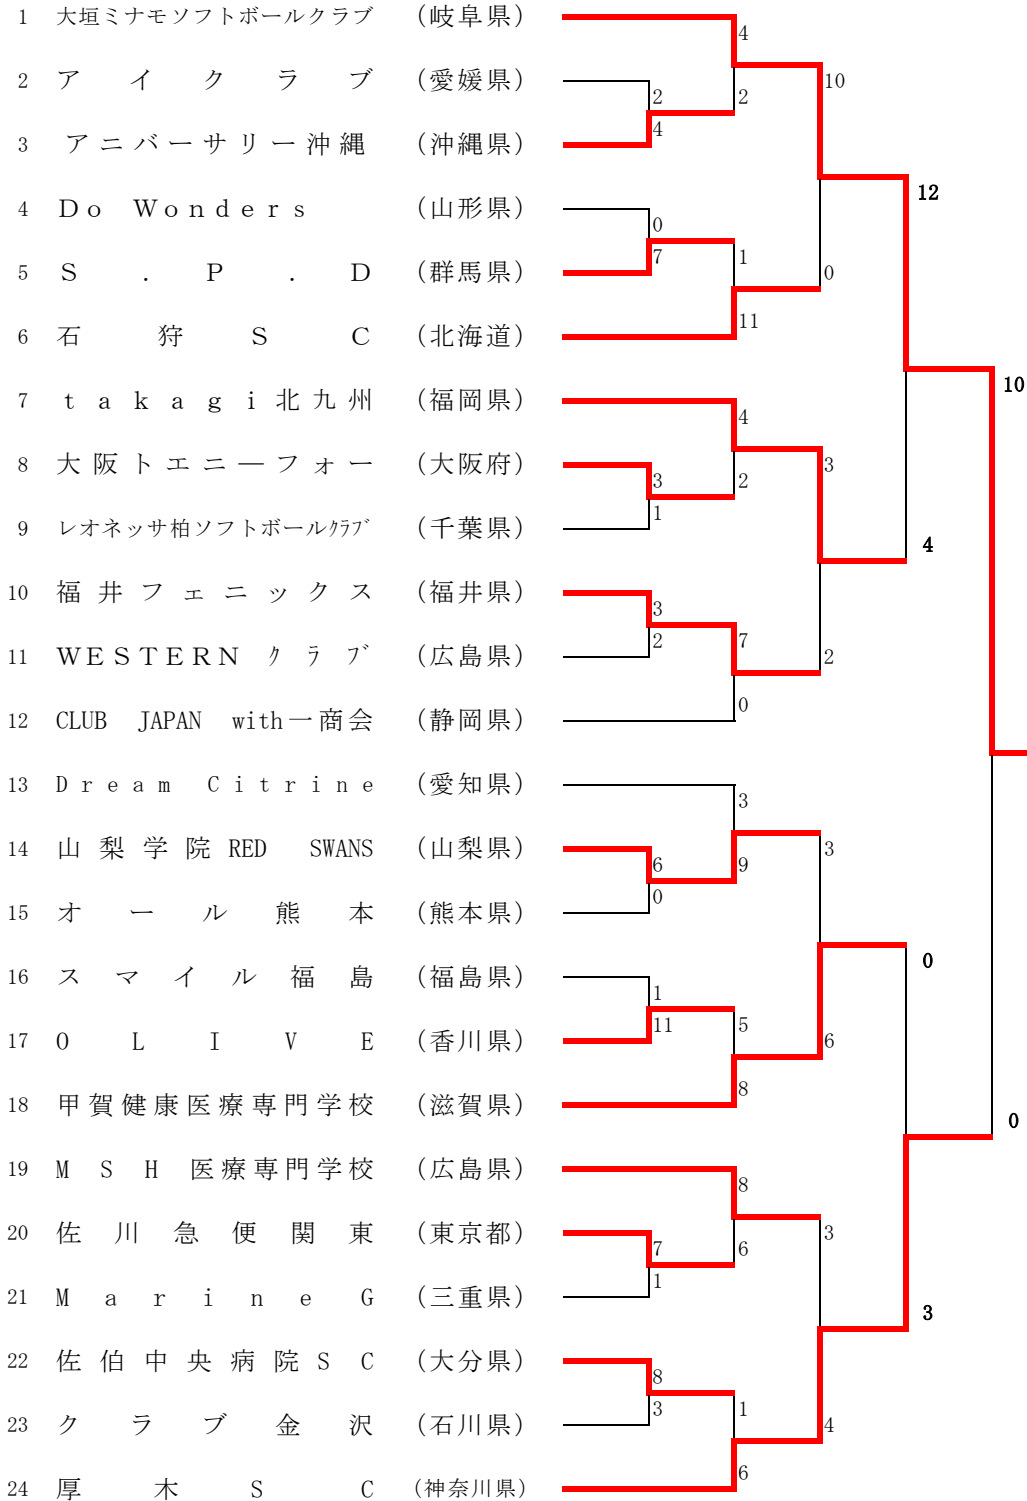 1 大垣ミナモソフトボールクラブ (岐阜県)
4
2 アイクラブ (愛媛県)
10
2
2
4
3 アニバーサリー沖縄 (沖縄県)
12
4 Do Wonders (山形県)
0
5 S.P.D (群馬県)
7
1
0
11
6 石狩SC (北海道)
10
7 takagi北九州 (福岡県)
4
8 大阪トエニーフォー (大阪府)
3
3
2
1
9 レオネッサ柏ソフトボールクラブ (千葉県)
4
10 福井フェニックス (福井県)
3
2
7
2
11 WESTERN クラブ (広島県)
0
12 CLUB JAPAN with一商会 (静岡県)
13 Dream Citrine (愛知県)
3
14 山梨学院RED SWANS (山梨県)
3
6
9
0
15 オール熊本 (熊本県)
0
16 スマイル福島 (福島県)
1
11
5
6
17 OLIVE (香川県)
8
18 甲賀健康医療専門学校 (滋賀県)
0
19 MSH医療専門学校 (広島県)
8
20 佐川急便関東 (東京都)
3
7
6
1
21 MarineG (三重県)
3
22 佐伯中央病院SC (大分県)
8
3
1
4
23 クラブ金沢 (石川県)
6
24 厚木SC (神奈川県)